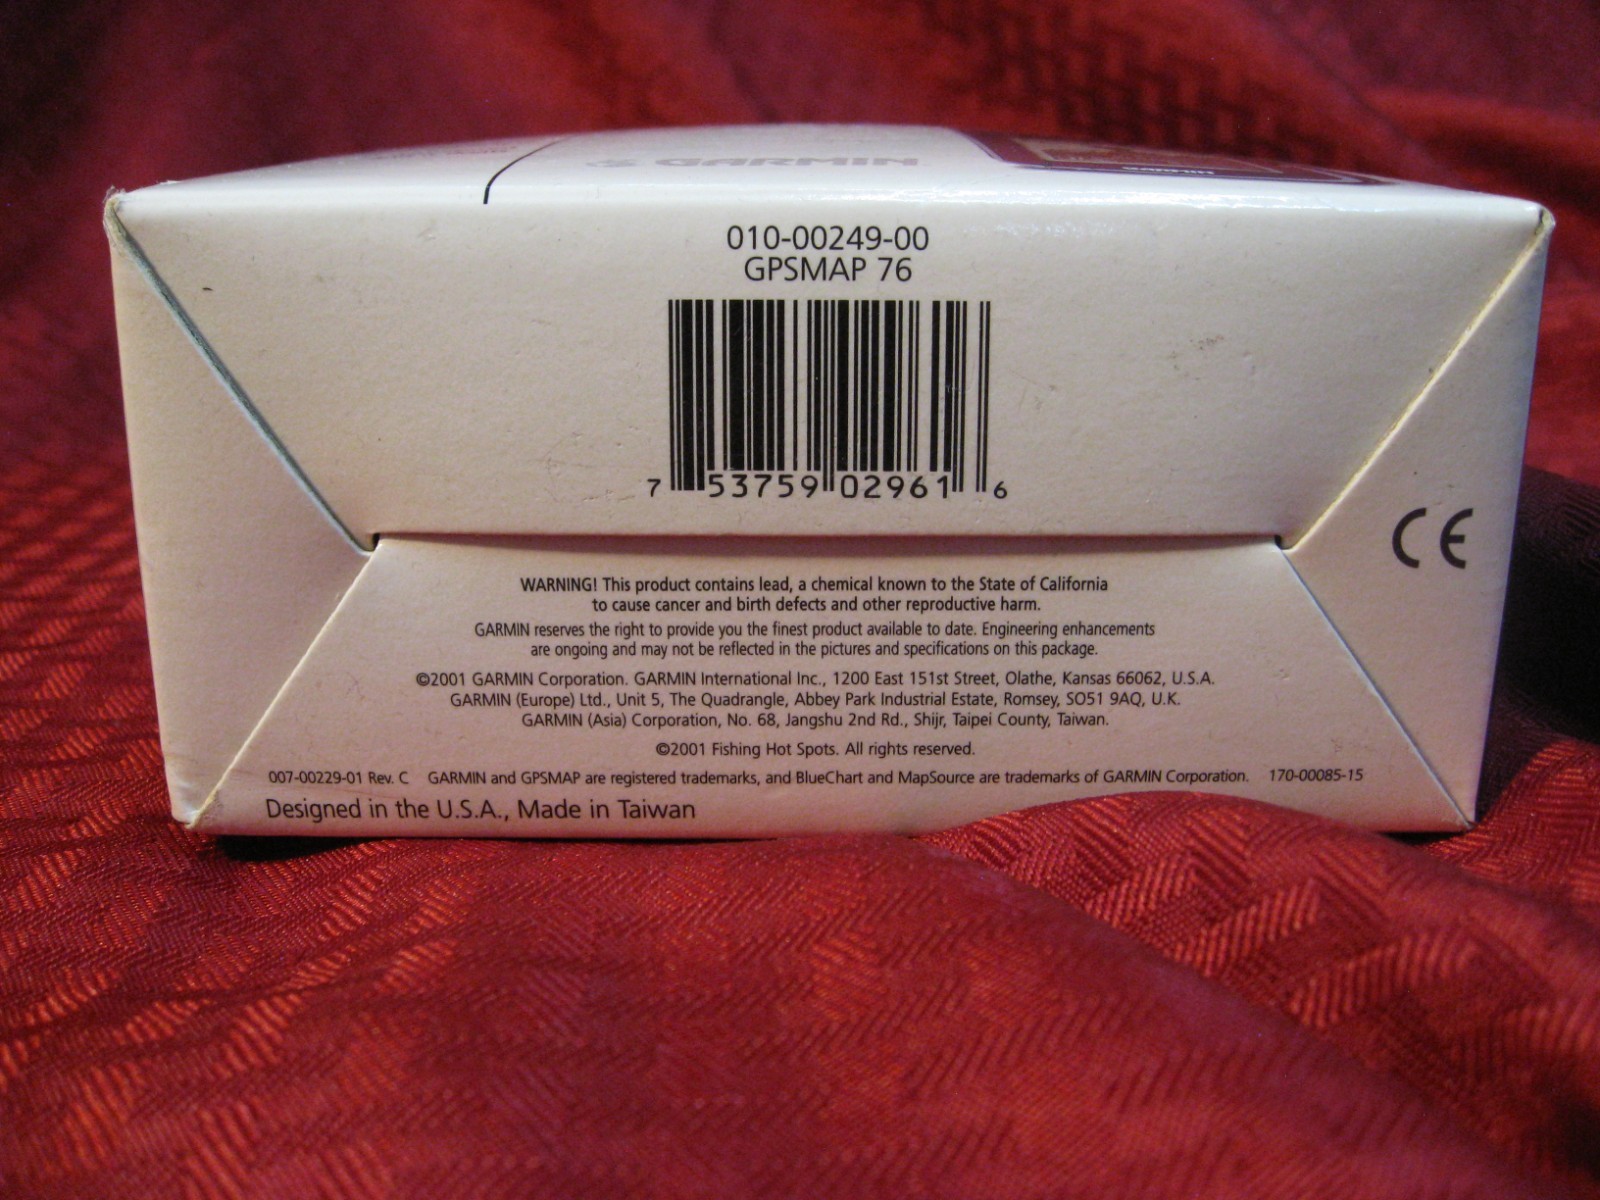 GARMIN
010-00249-00
GPSMAP 76
7 53759 02961 6
CE
WARNING! This product contains lead, a chemical known to the State of California
to cause cancer and birth defects and other reproductive harm.
GARMIN reserves the right to provide you the finest product available to date. Engineering enhancements
are ongoing and may not be reflected in the pictures and specifications on this package.
©2001 GARMIN Corporation. GARMIN International Inc., 1200 East 151st Street, Olathe, Kansas 66062, U.S.A.
GARMIN (Europe) Ltd., Unit 5, The Quadrangle, Abbey Park Industrial Estate, Romsey, SO51 9AQ, U.K.
GARMIN (Asia) Corporation, No. 68, Jangshu 2nd Rd., Shijr, Taipei County, Taiwan.
©2001 Fishing Hot Spots. All rights reserved.
007-00229-01 Rev. C GARMIN and GPSMAP are registered trademarks, and BlueChart and MapSource are trademarks of GARMIN Corporation. 170-00085-15
Designed in the U.S.A., Made in Taiwan